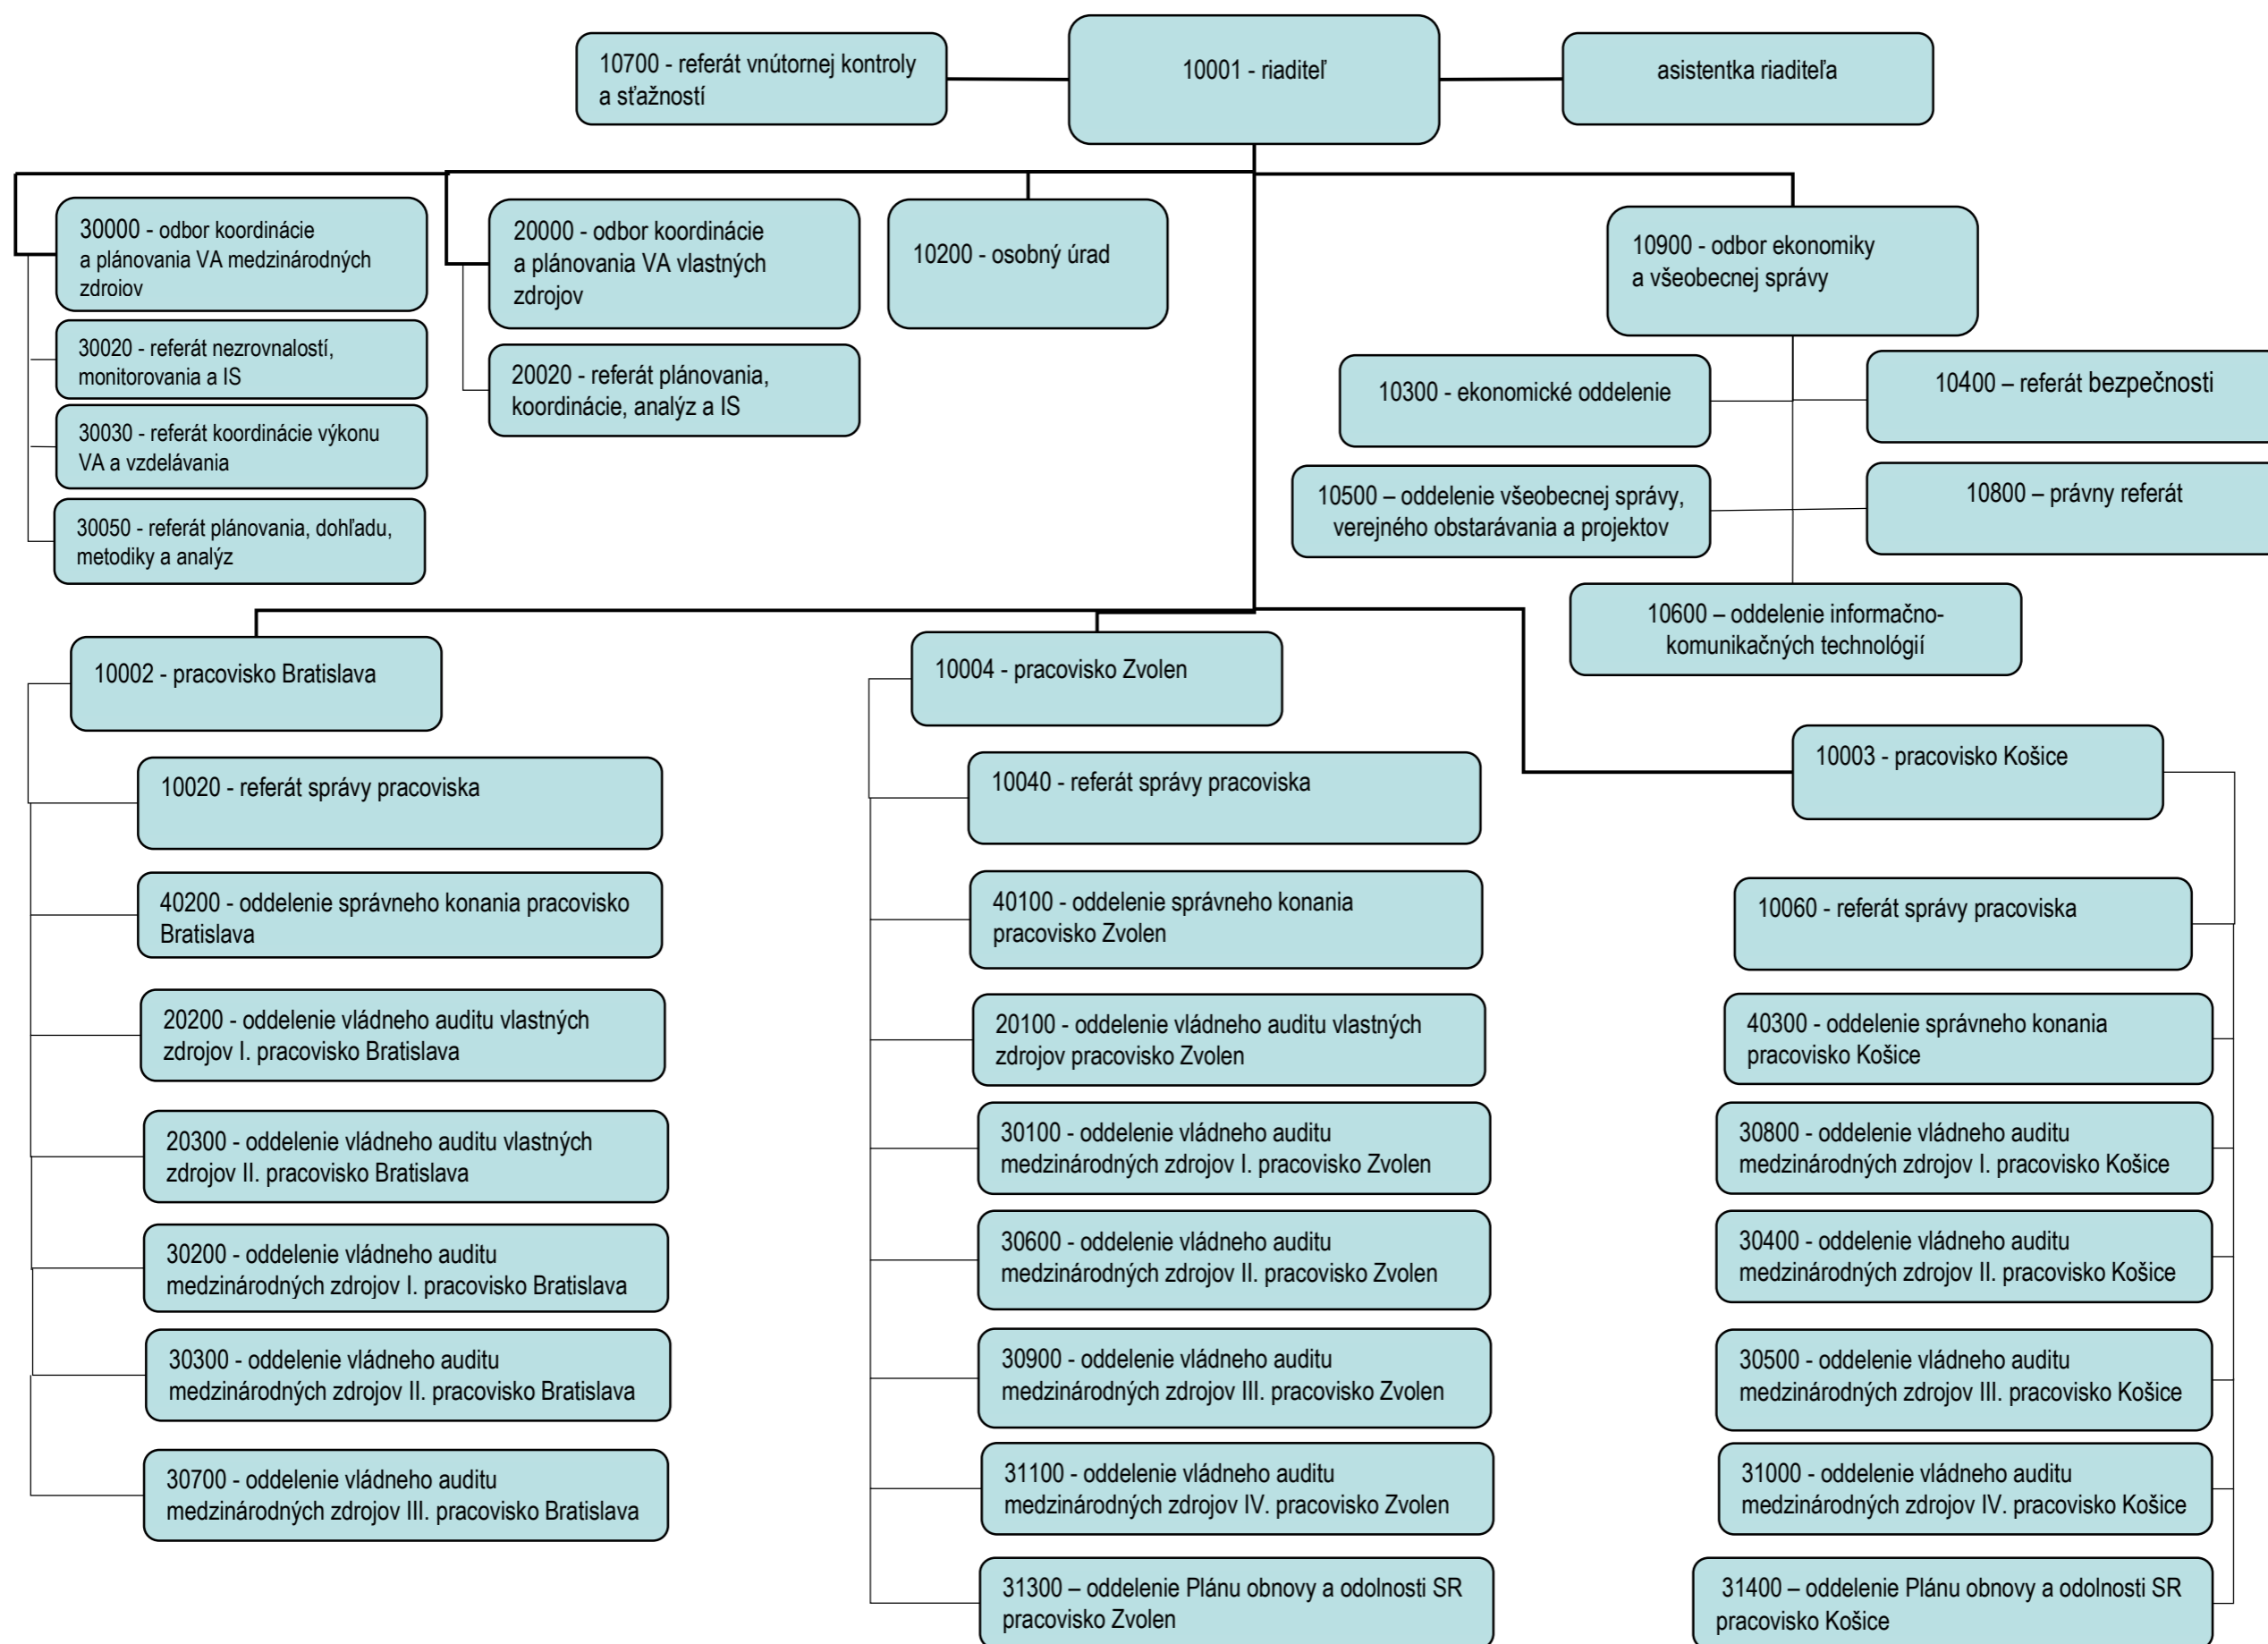 10700 - referát vnútornej kontroly
a sťažností
10001 - riaditeľ
asistentka riaditeľa
30000 - odbor koordinácie
a plánovania VA medzinárodných
zdrojov
20000 - odbor koordinácie
a plánovania VA vlastných
zdrojov
10200 - osobný úrad
10900 - odbor ekonomiky
a všeobecnej správy
30020 - referát nezrovnalostí,
monitorovania a IS
20020 - referát plánovania,
koordinácie, analýz a IS
30030 - referát koordinácie výkonu
VA a vzdelávania
30050 - referát plánovania, dohľadu,
metodiky a analýz
10300 - ekonomické oddelenie
10400 – referát bezpečnosti
10500 – oddelenie všeobecnej správy,
verejného obstarávania a projektov
10800 – právny referát
10600 – oddelenie informačno-
komunikačných technológií
10002 - pracovisko Bratislava
10020 - referát správy pracoviska
40200 - oddelenie správneho konania pracovisko
Bratislava
20200 - oddelenie vládneho auditu vlastných
zdrojov I. pracovisko Bratislava
20300 - oddelenie vládneho auditu vlastných
zdrojov II. pracovisko Bratislava
30200 - oddelenie vládneho auditu
medzinárodných zdrojov I. pracovisko Bratislava
30300 - oddelenie vládneho auditu
medzinárodných zdrojov II. pracovisko Bratislava
30700 - oddelenie vládneho auditu
medzinárodných zdrojov III. pracovisko Bratislava
10004 - pracovisko Zvolen
10040 - referát správy pracoviska
40100 - oddelenie správneho konania
pracovisko Zvolen
20100 - oddelenie vládneho auditu vlastných
zdrojov pracovisko Zvolen
30100 - oddelenie vládneho auditu
medzinárodných zdrojov I. pracovisko Zvolen
30600 - oddelenie vládneho auditu
medzinárodných zdrojov II. pracovisko Zvolen
30900 - oddelenie vládneho auditu
medzinárodných zdrojov III. pracovisko Zvolen
31100 - oddelenie vládneho auditu
medzinárodných zdrojov IV. pracovisko Zvolen
31300 – oddelenie Plánu obnovy a odolnosti SR
pracovisko Zvolen
10003 - pracovisko Košice
10060 - referát správy pracoviska
40300 - oddelenie správneho konania
pracovisko Košice
30800 - oddelenie vládneho auditu
medzinárodných zdrojov I. pracovisko Košice
30400 - oddelenie vládneho auditu
medzinárodných zdrojov II. pracovisko Košice
30500 - oddelenie vládneho auditu
medzinárodných zdrojov III. pracovisko Košice
31000 - oddelenie vládneho auditu
medzinárodných zdrojov IV. pracovisko Košice
31400 – oddelenie Plánu obnovy a odolnosti SR
pracovisko Košice